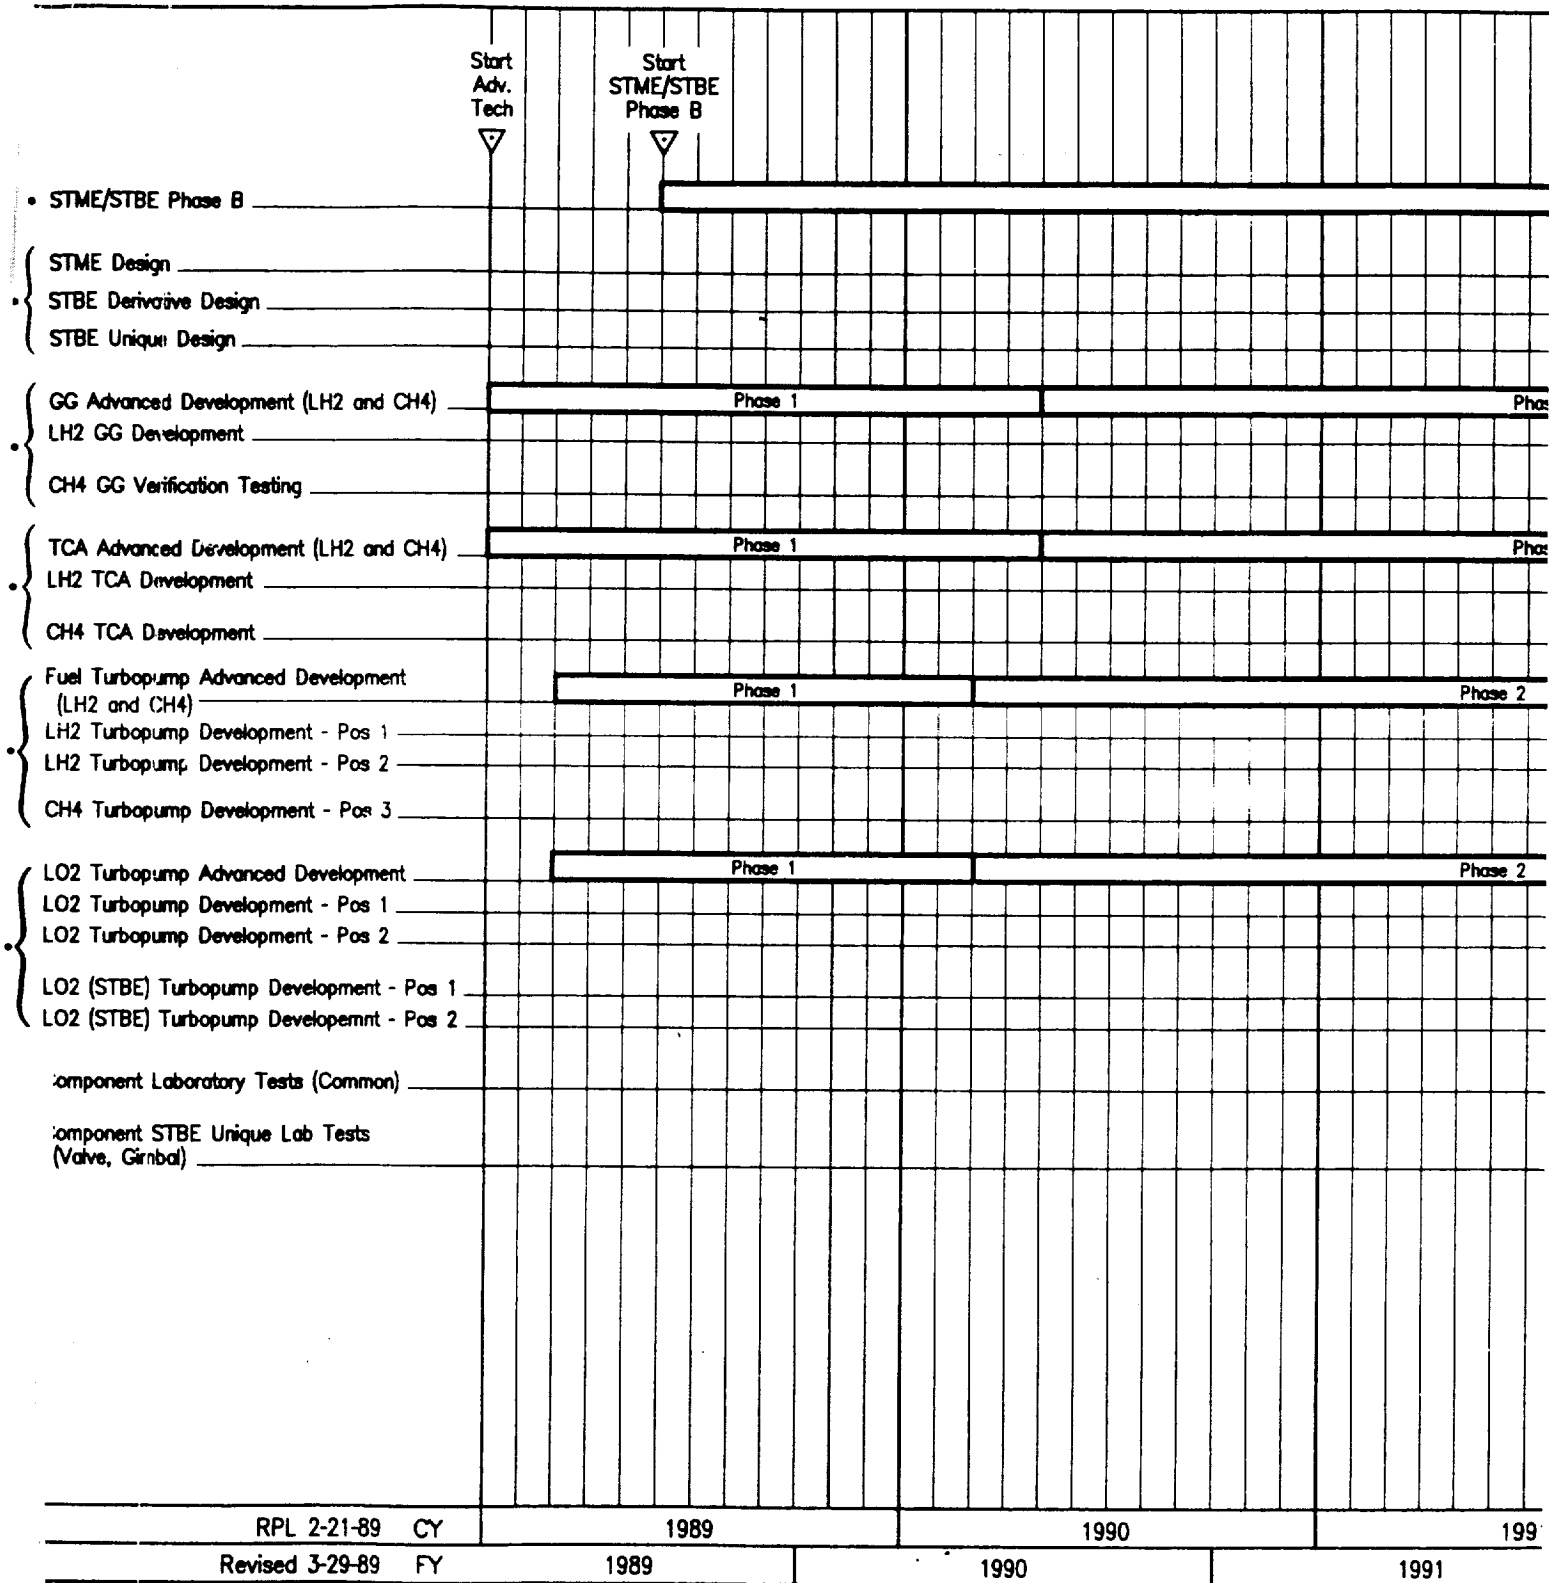 Start
Adv.
Tech
Start
STME/STBE
Phase B
• STME/STBE Phase B
STME Design
STBE Derivative Design
STBE Unique Design
GG Advanced Development (LH2 and CH4)
Phase 1
Phas
LH2 GG Development
CH4 GG Verification Testing
TCA Advanced Development (LH2 and CH4)
Phase 1
Phas
LH2 TCA Development
CH4 TCA Development
Fuel Turbopump Advanced Development
(LH2 and CH4)
Phase 1
Phase 2
LH2 Turbopump Development - Pos 1
LH2 Turbopump Development - Pos 2
CH4 Turbopump Development - Pos 3
LO2 Turbopump Advanced Development
Phase 1
Phase 2
LO2 Turbopump Development - Pos 1
LO2 Turbopump Development - Pos 2
LO2 (STBE) Turbopump Development - Pos 1
LO2 (STBE) Turbopump Developemnt - Pos 2
omponent Laboratory Tests (Common)
omponent STBE Unique Lab Tests
(Valve, Gimbal)
RPL 2-21-89 CY 1989 1990 199
Revised 3-29-89 FY 1989 1990 1991